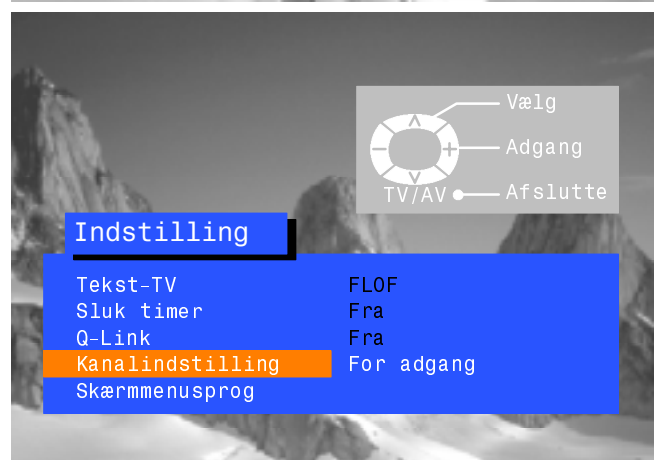 Vælg
Adgang
TV/AV Afslutte
Indstilling
Tekst-TV FLOF
Sluk timer Fra
Q-Link Fra
Kanalindstilling For adgang
Skærmmenusprog